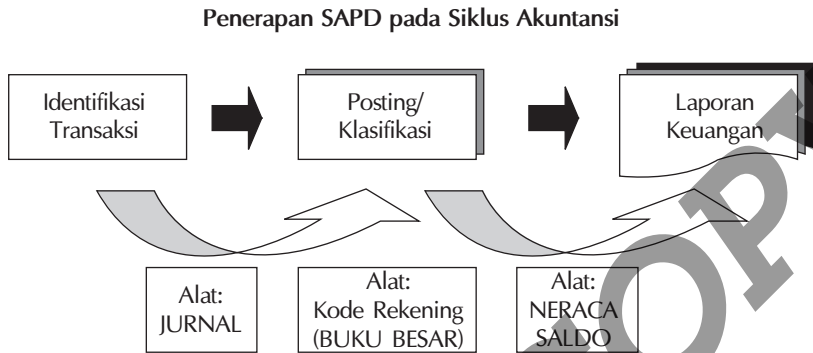 Penerapan SAPD pada Siklus Akuntansi
Identifikasi
Transaksi
Posting/
Klasifikasi
Laporan
Keuangan
Alat:
JURNAL
Alat:
Kode Rekening
(BUKU BESAR)
Alat:
NERACA
SALDO
OPY